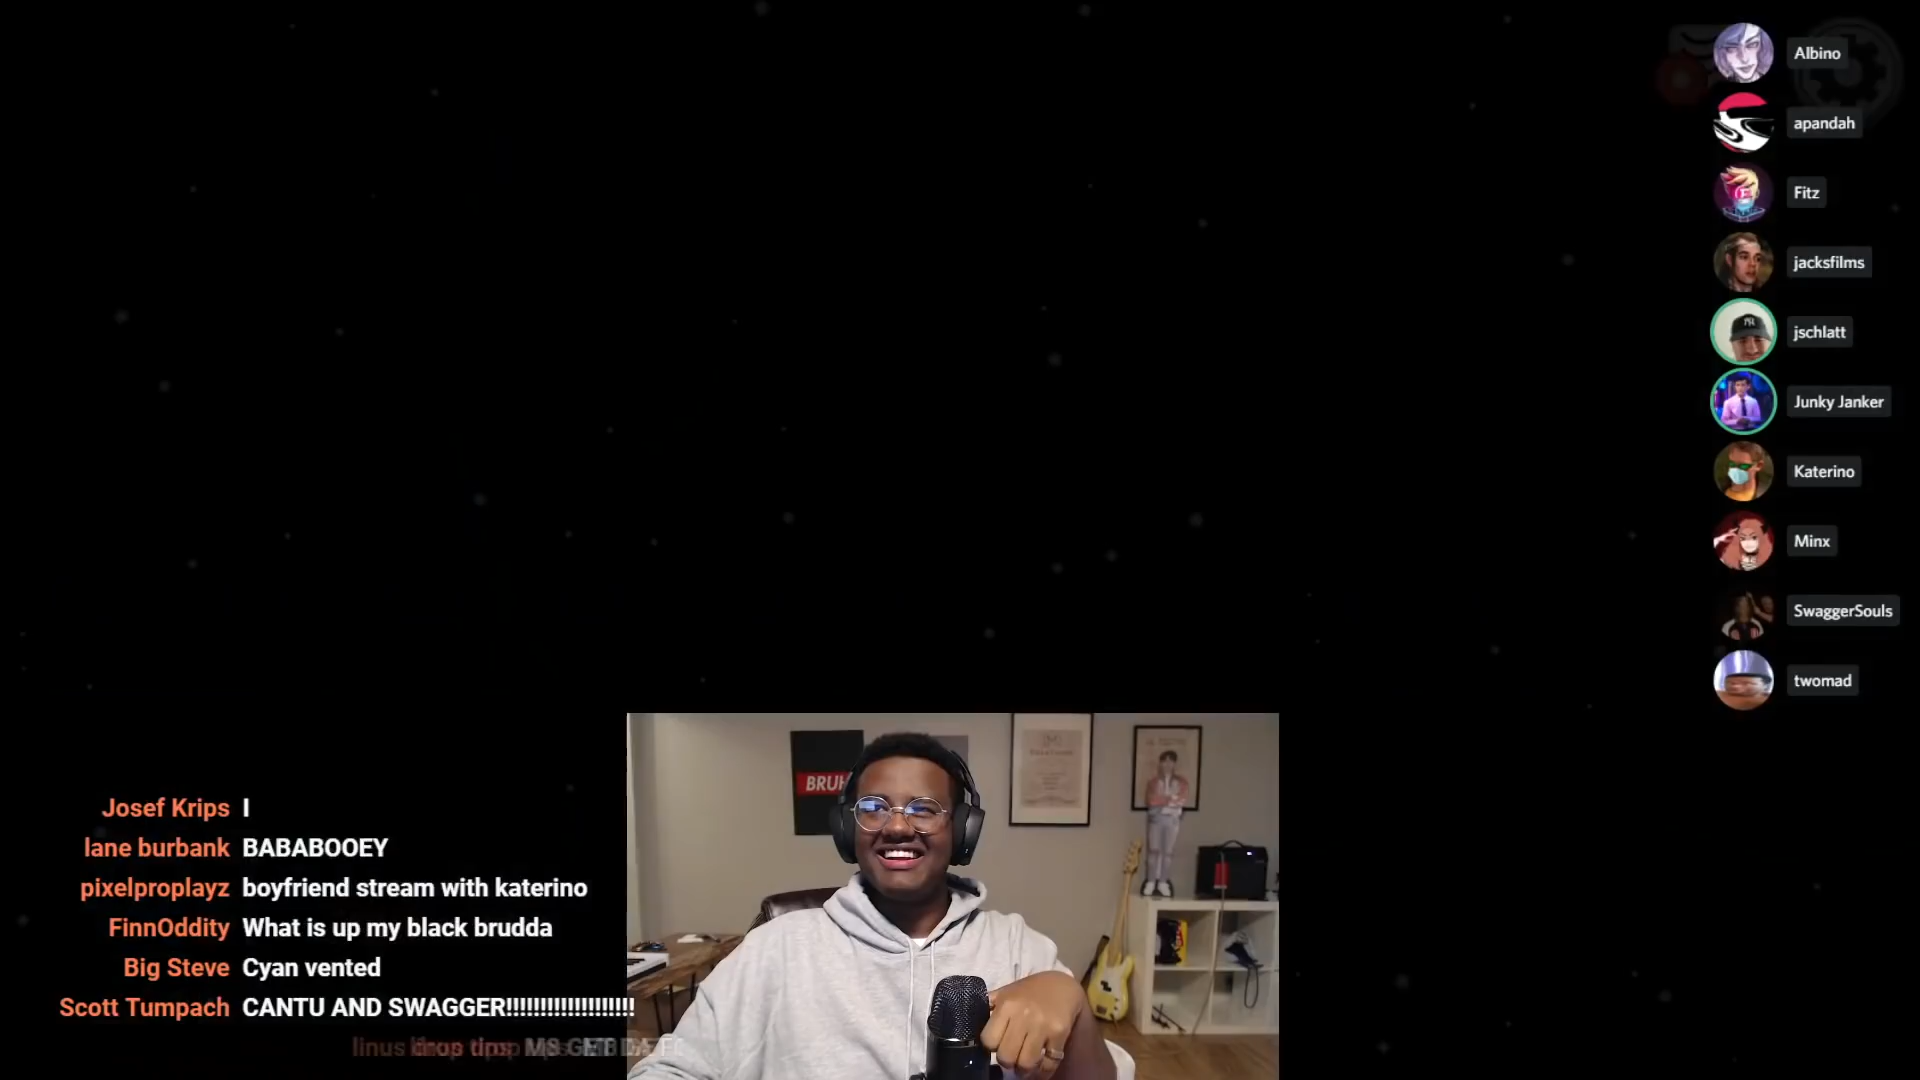 Albino
apandah
Fitz
jacksfilms
jschlatt
Junky Janker
Katerino
Minx
SwaggerSouls
twomad
BRUH
Josef Krips I
lane burbank BABABOOEY
pixelproplayz boyfriend stream with katerino
FinnOddity What is up my black brudda
Big Steve Cyan vented
Scott Tumpach CANTU AND SWAGGER!!!!!!!!!!!!!!!!!!!